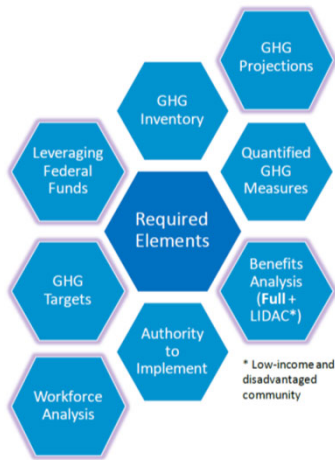 GHG
Projections
GHG
Inventory
Leveraging
Federal
Funds
Quantified
GHG
Measures
Required
Elements
GHG
Targets
Benefits
Analysis
(Full +
LIDAC*)
Authority
to
Implement
* Low-income and
disadvantaged
community
Workforce
Analysis